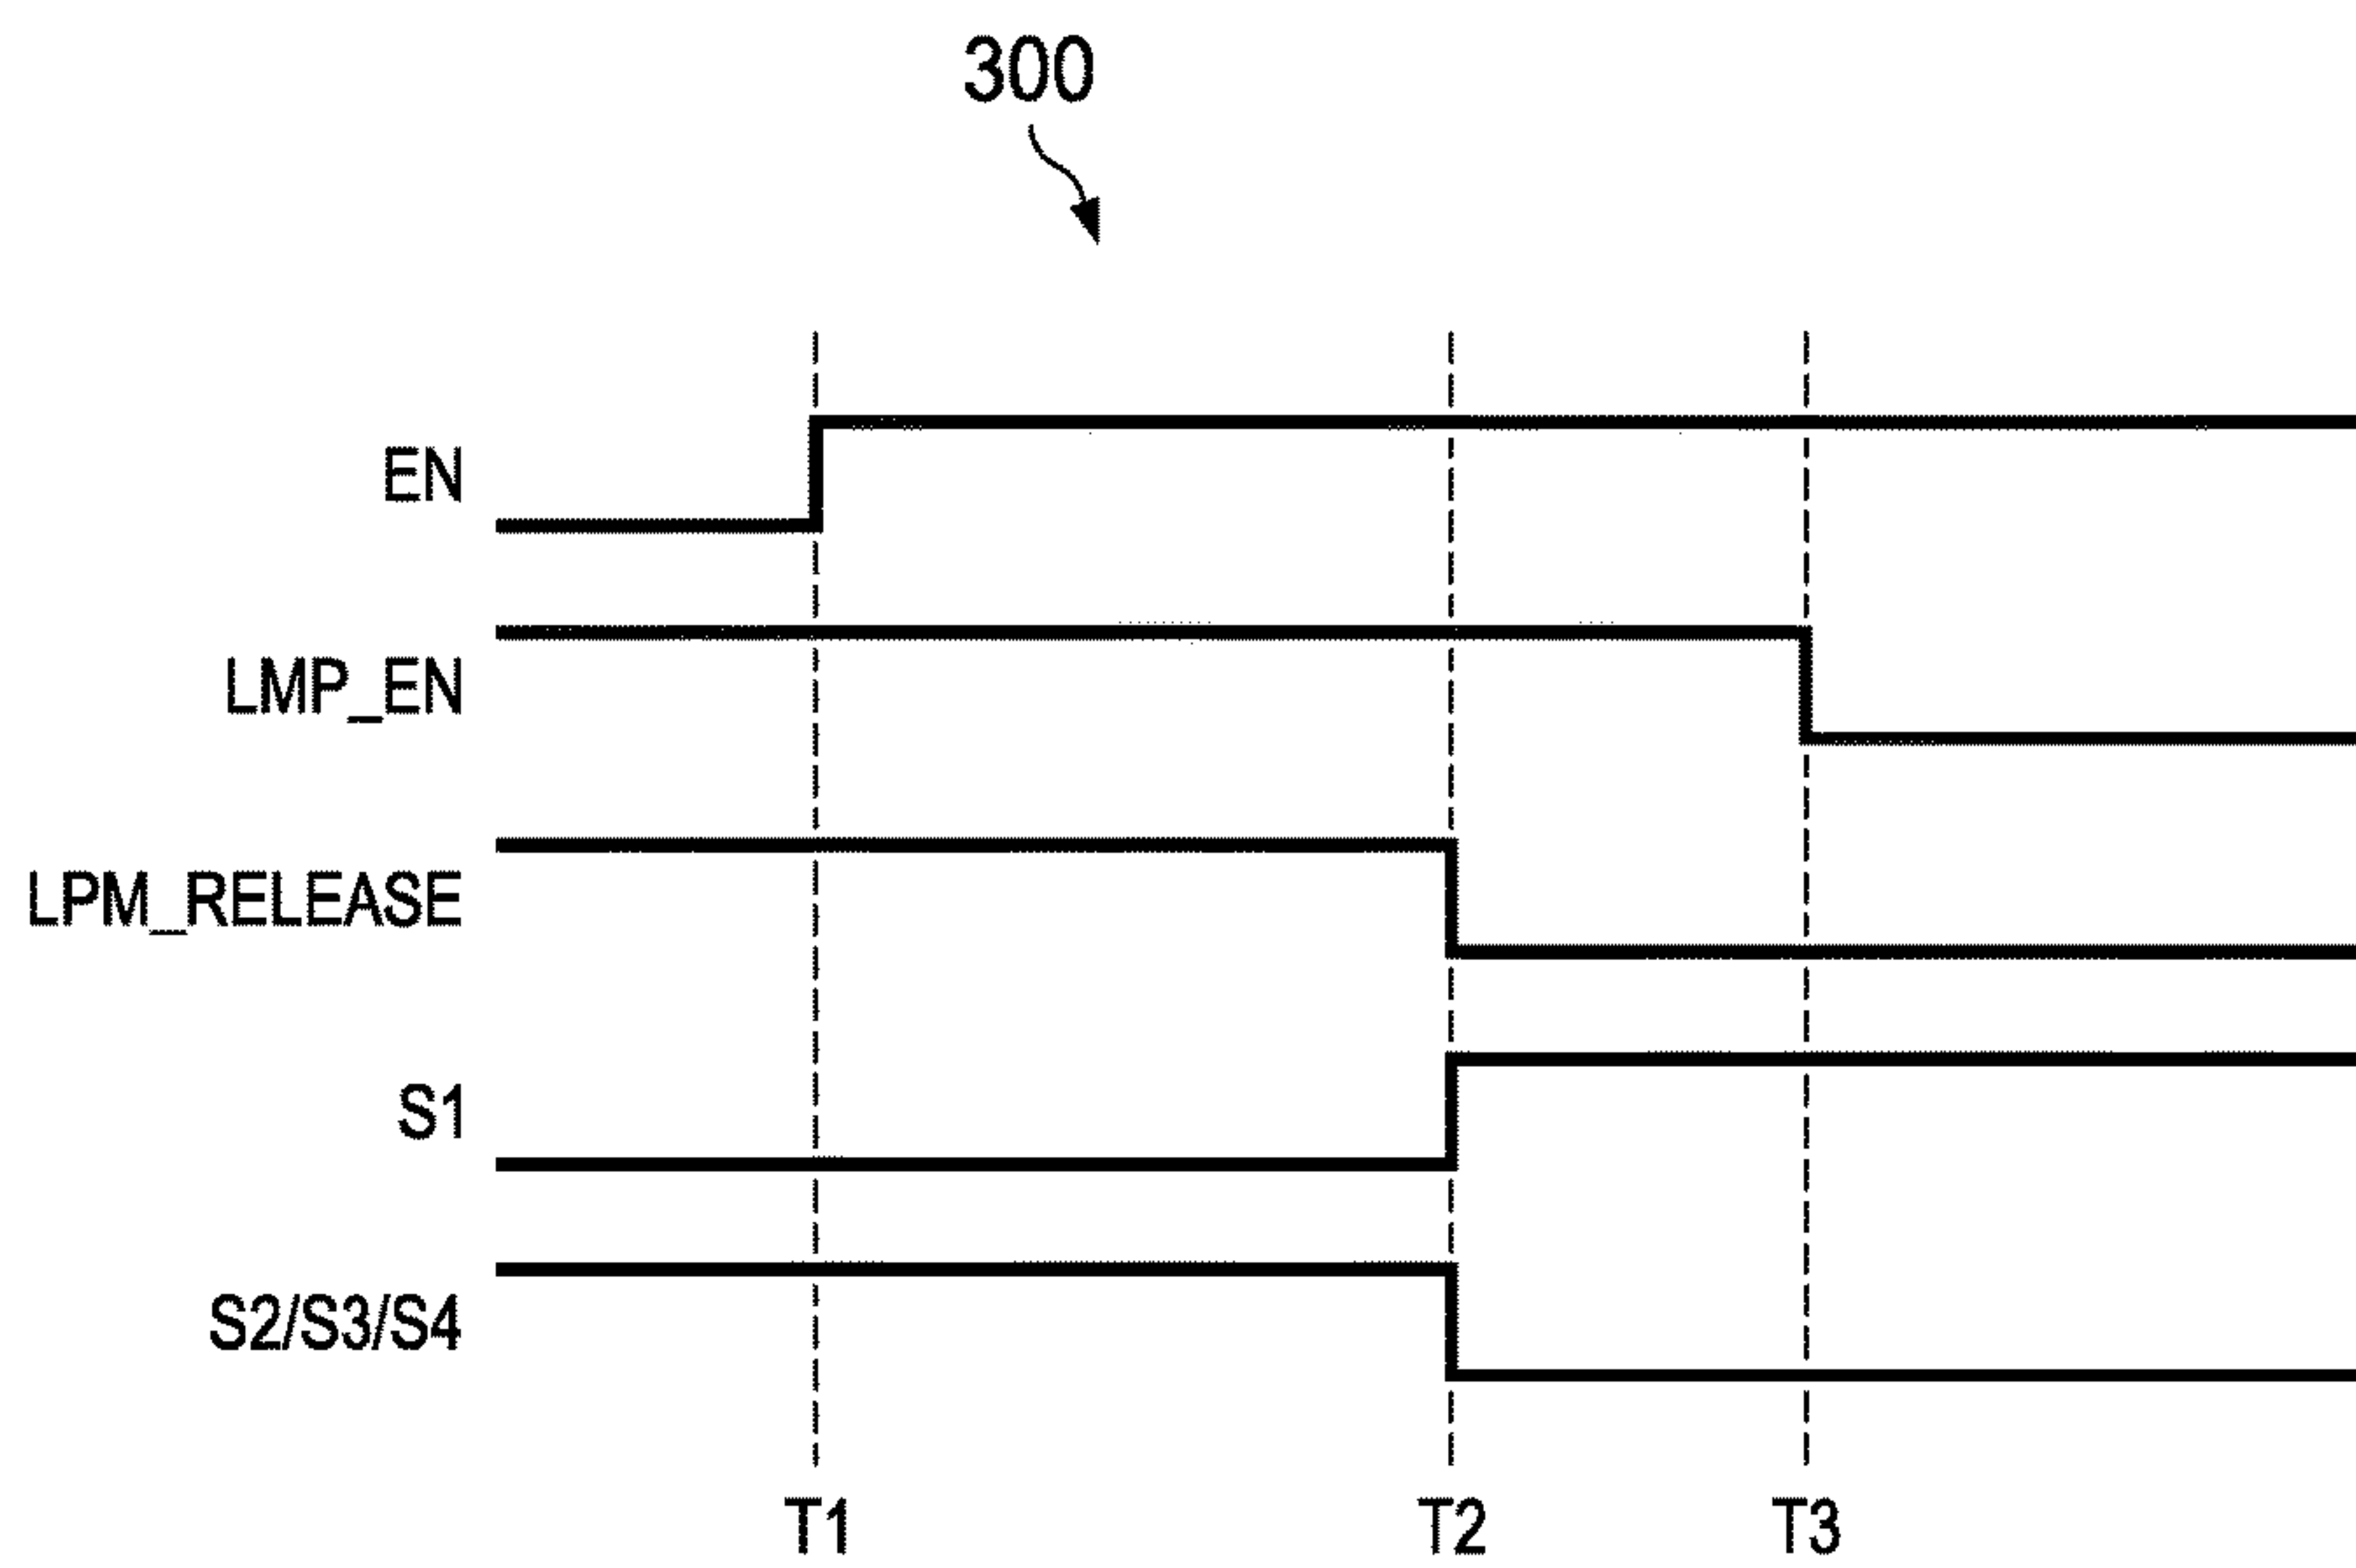 300
EN
LMP_EN
LPM_RELEASE
S1
S2/S3/S4
T1 T2 T3